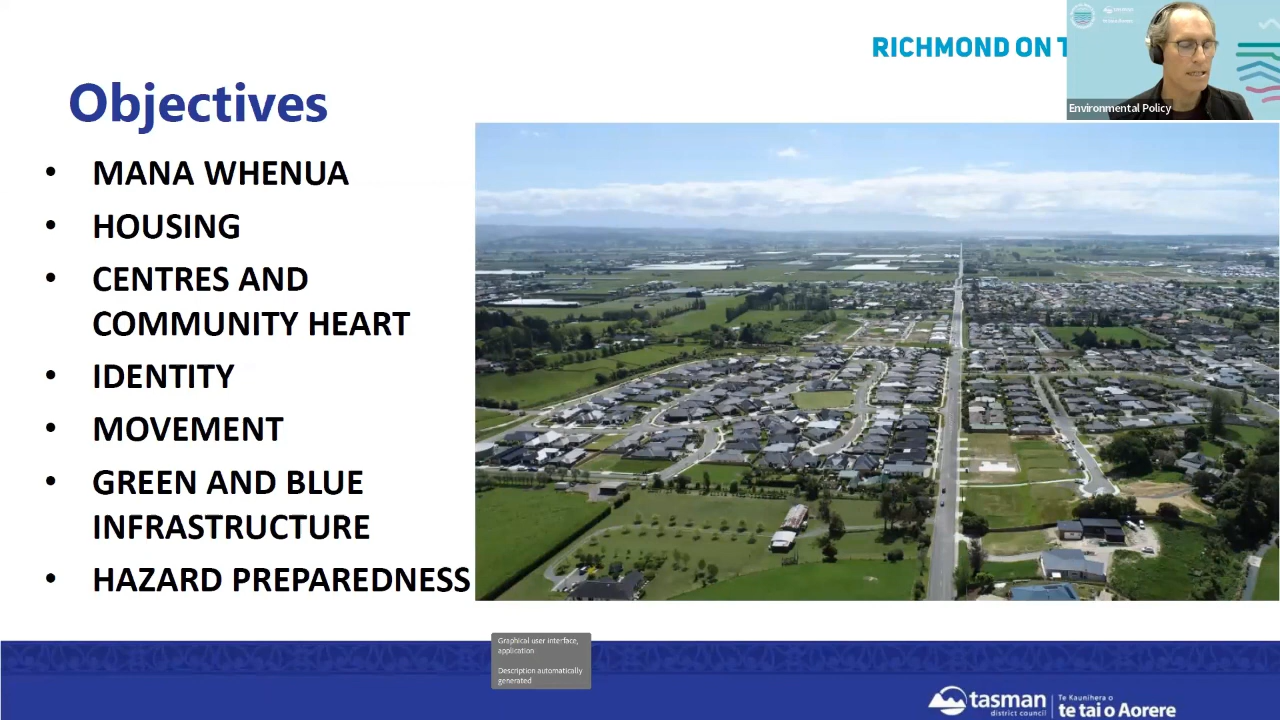 RICHMOND ON T
Environmental Policy
Objectives
• MANA WHENUA
• HOUSING
• CENTRES AND
COMMUNITY HEART
• IDENTITY
• MOVEMENT
• GREEN AND BLUE
INFRASTRUCTURE
• HAZARD PREPAREDNESS
Graphical user interface,
application
Description automatically
generated
tasman
district council
Te Kaunihera o
te tai o Aorere